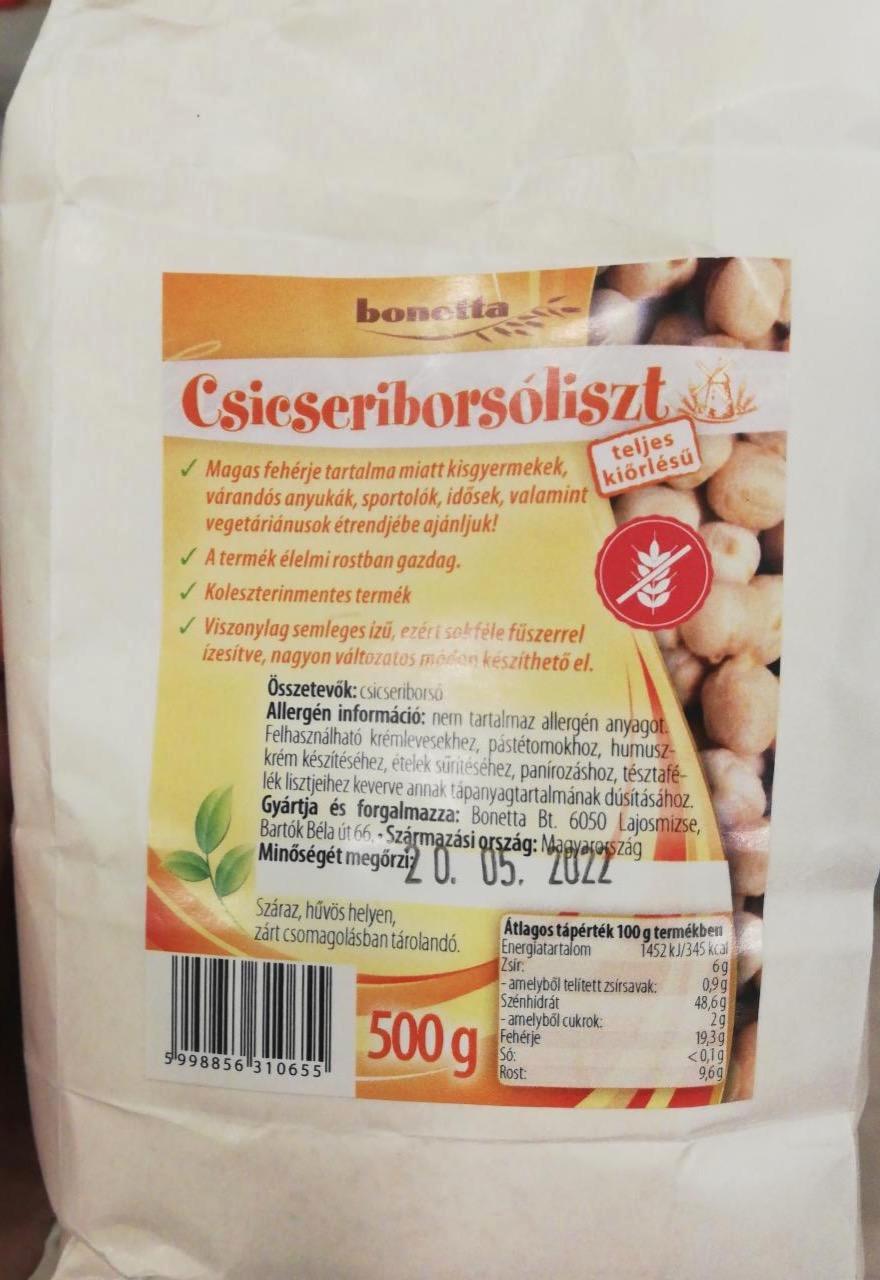 bonetta
Csicseriborsóliszt
teljes
kiőrlésű
✓ Magas fehérje tartalma miatt kisgyermekek,
várandós anyukák, sportolók, idősek, valamint
vegetáriánusok étrendjébe ajánljuk!
✓ A termék élelmi rostban gazdag.
✓ Koleszterinmentes termék
✓ Viszonylag semleges ízű, ezért sokféle fűszerrel
ízesítve, nagyon változatos módon készíthető el.
Összetevők: csicseriborsó
Allergén információ: nem tartalmaz allergén anyagot.
Felhasználható krémlevesekhez, pástétomokhoz, humusz-
krém készítéséhez, ételek sűrítéséhez, panírozáshoz, tésztafé-
lék lisztjeihez keverve annak tápanyagtartalmának dúsításához.
Gyártja és forgalmazza: Bonetta Bt. 6050 Lajosmizse,
Bartók Béla út 66. • Származási ország: Magyarország
Minőségét megőrzi: 20. 05. 2022
Száraz, hűvös helyen,
zárt csomagolásban tárolandó.
Átlagos tápérték 100 g termékben
Energiatartalom 1452 kJ/345 kcal
Zsír: 6 g
- amelyből telített zsírsavak: 0,9 g
Szénhidrát 48,6 g
- amelyből cukrok: 2 g
Fehérje 19,3 g
Só: <0,1 g
Rost: 9,6 g
500 g
5 998856 310655